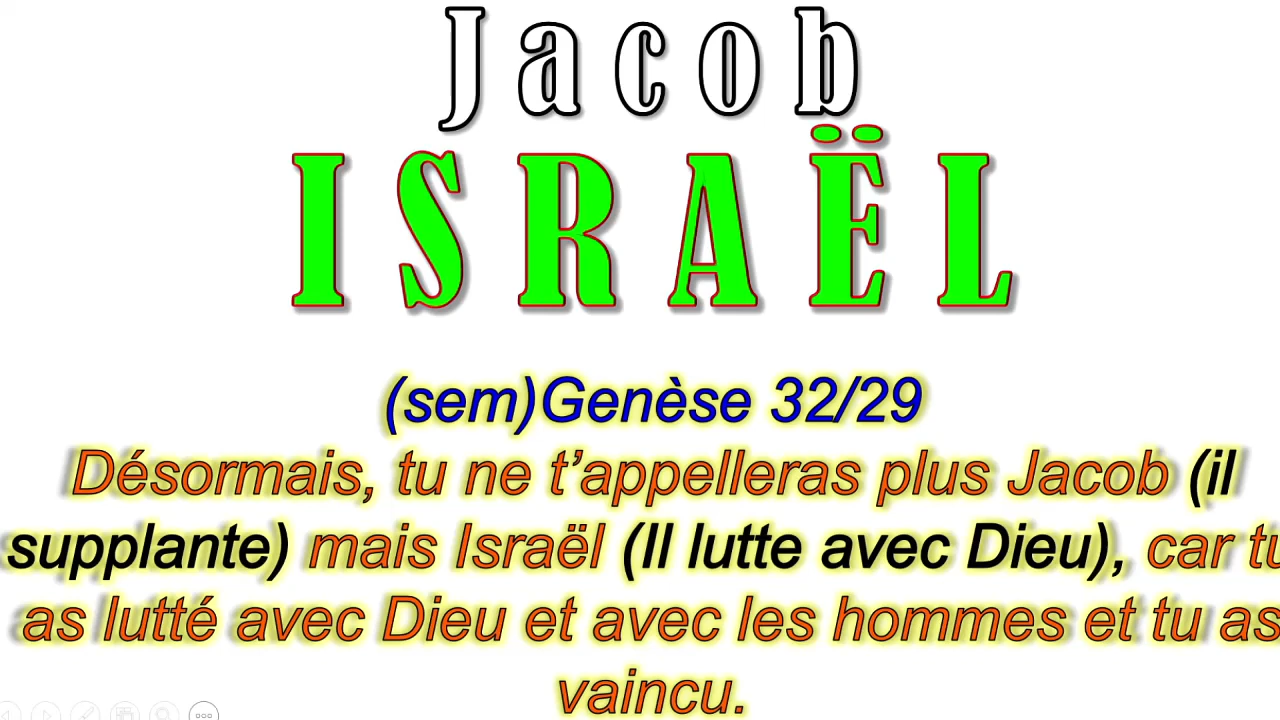 Jacob
ISRAËL
(sem)Genèse 32/29
Désormais, tu ne t’appelleras plus Jacob (il
supplante) mais Israël (Il lutte avec Dieu), car tu
as lutté avec Dieu et avec les hommes et tu as
vaincu.